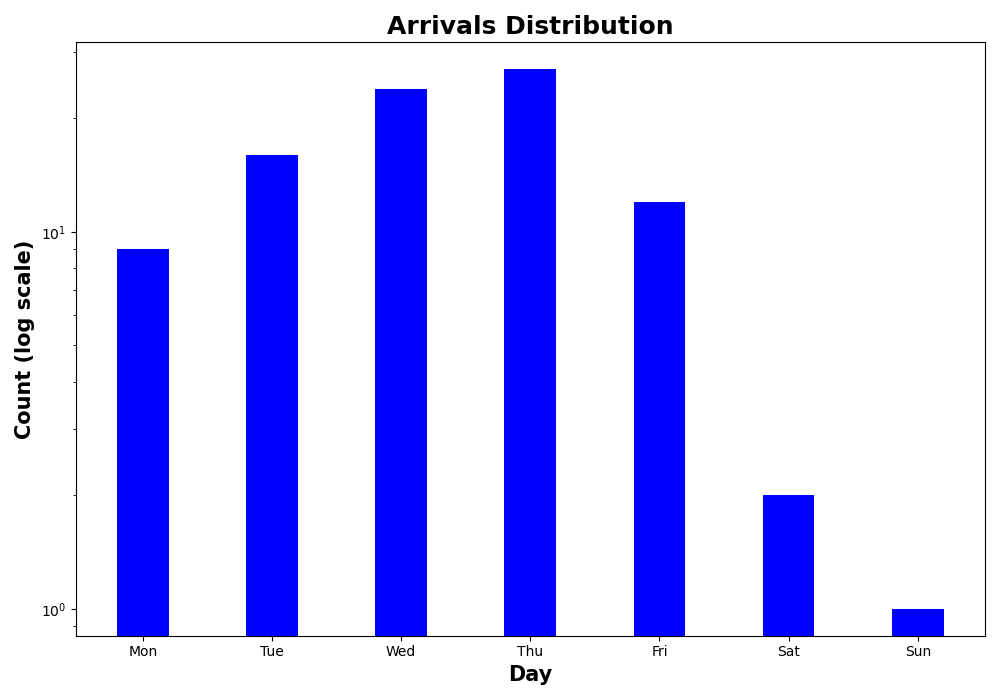 Arrivals Distribution
Count (log scale)
10¹
10⁰
Mon Tue Wed Thu Fri Sat Sun
Day